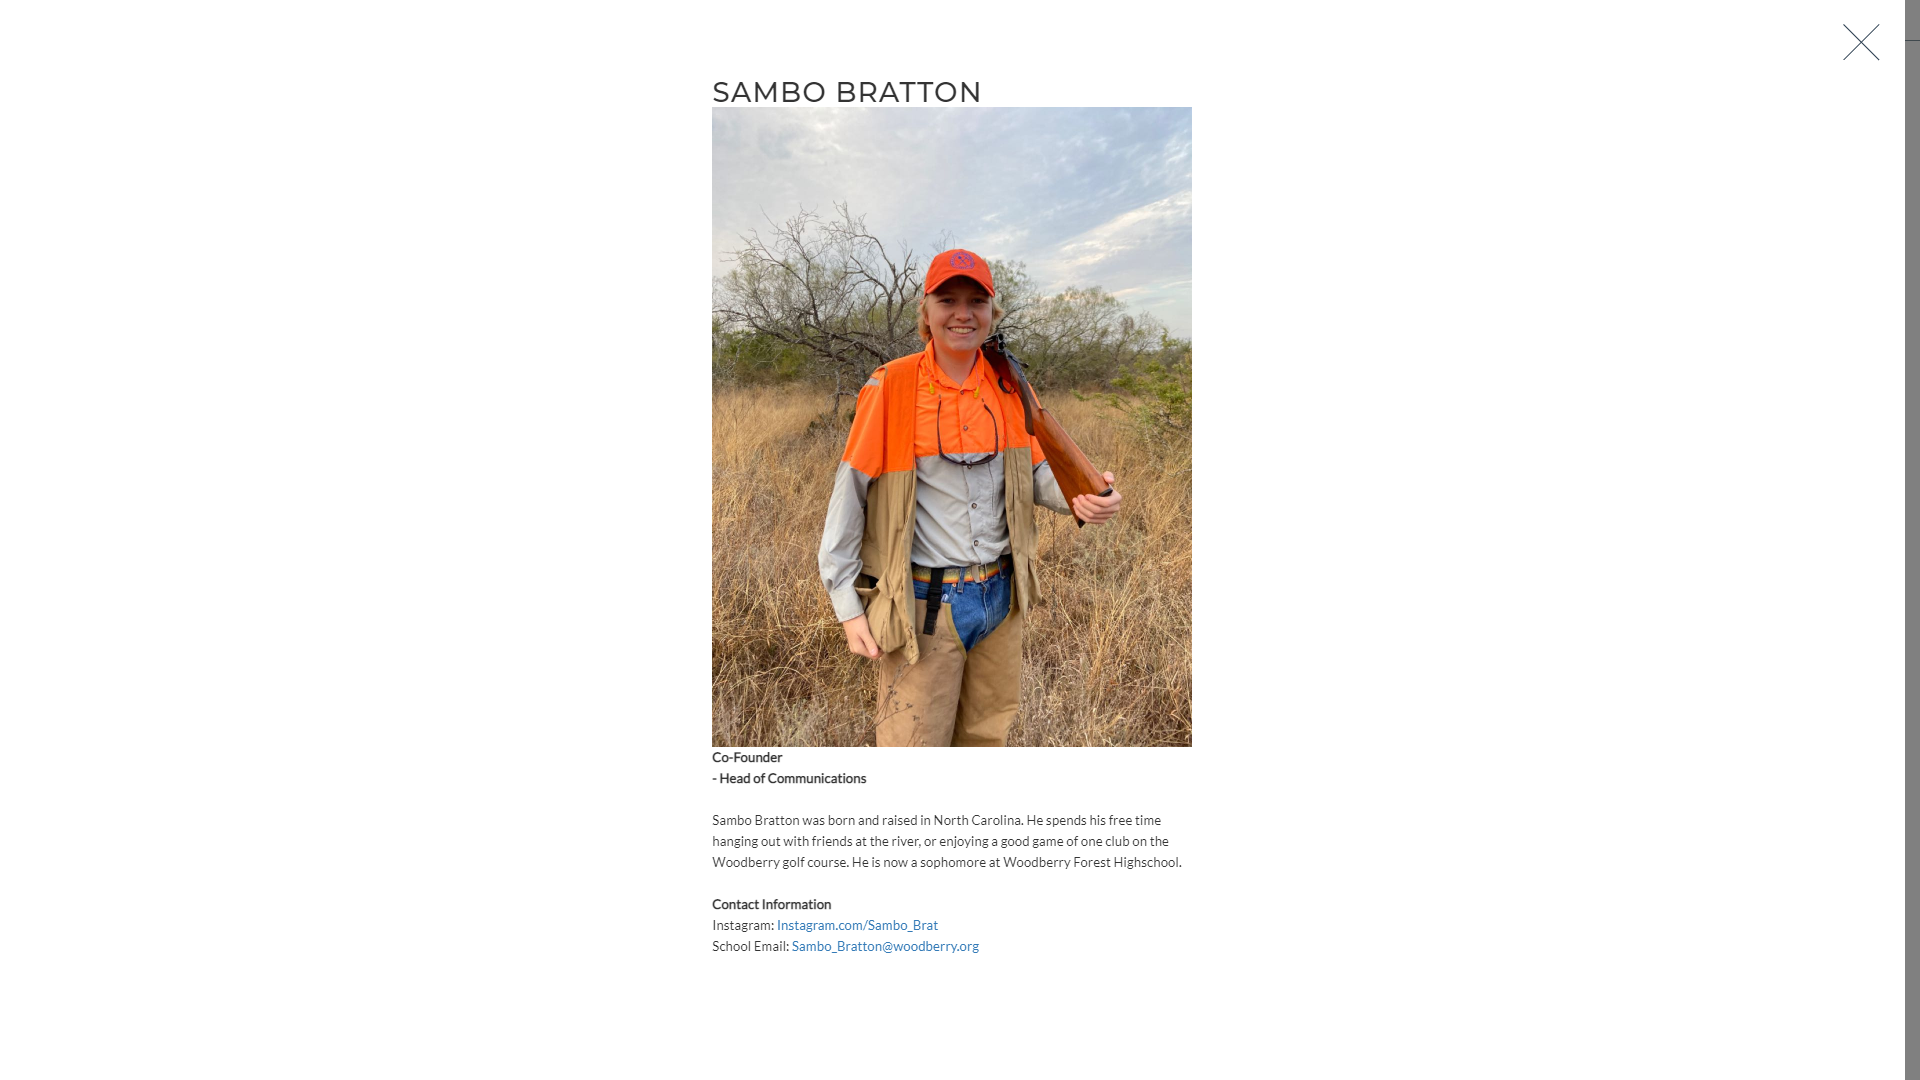 SAMBO BRATTON
Co-Founder
- Head of Communications
Sambo Bratton was born and raised in North Carolina. He spends his free time
hanging out with friends at the river, or enjoying a good game of one club on the
Woodberry golf course. He is now a sophomore at Woodberry Forest Highschool.
Contact Information
Instagram: Instagram.com/Sambo_Brat
School Email: Sambo_Bratton@woodberry.org